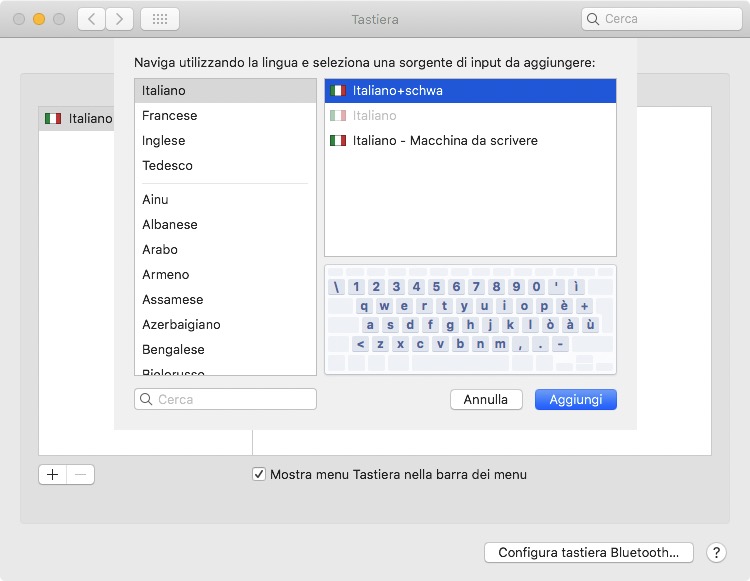 Tastiera
Cerca
Naviga utilizzando la lingua e seleziona una sorgente di input da aggiungere:
Italiano
Italiano
Francese
Inglese
Tedesco
Ainu
Albanese
Arabo
Armeno
Assamese
Azerbaigiano
Bengalese
Bielorusso
Italiano+schwa
Italiano
Italiano - Macchina da scrivere
\ 1 2 3 4 5 6 7 8 9 0 ' ì
q w e r t y u i o p è +
a s d f g h j k l ò à ù
< z x c v b n m , . -
Cerca
Annulla
Aggiungi
+ −
Mostra menu Tastiera nella barra dei menu
Configura tastiera Bluetooth...
?